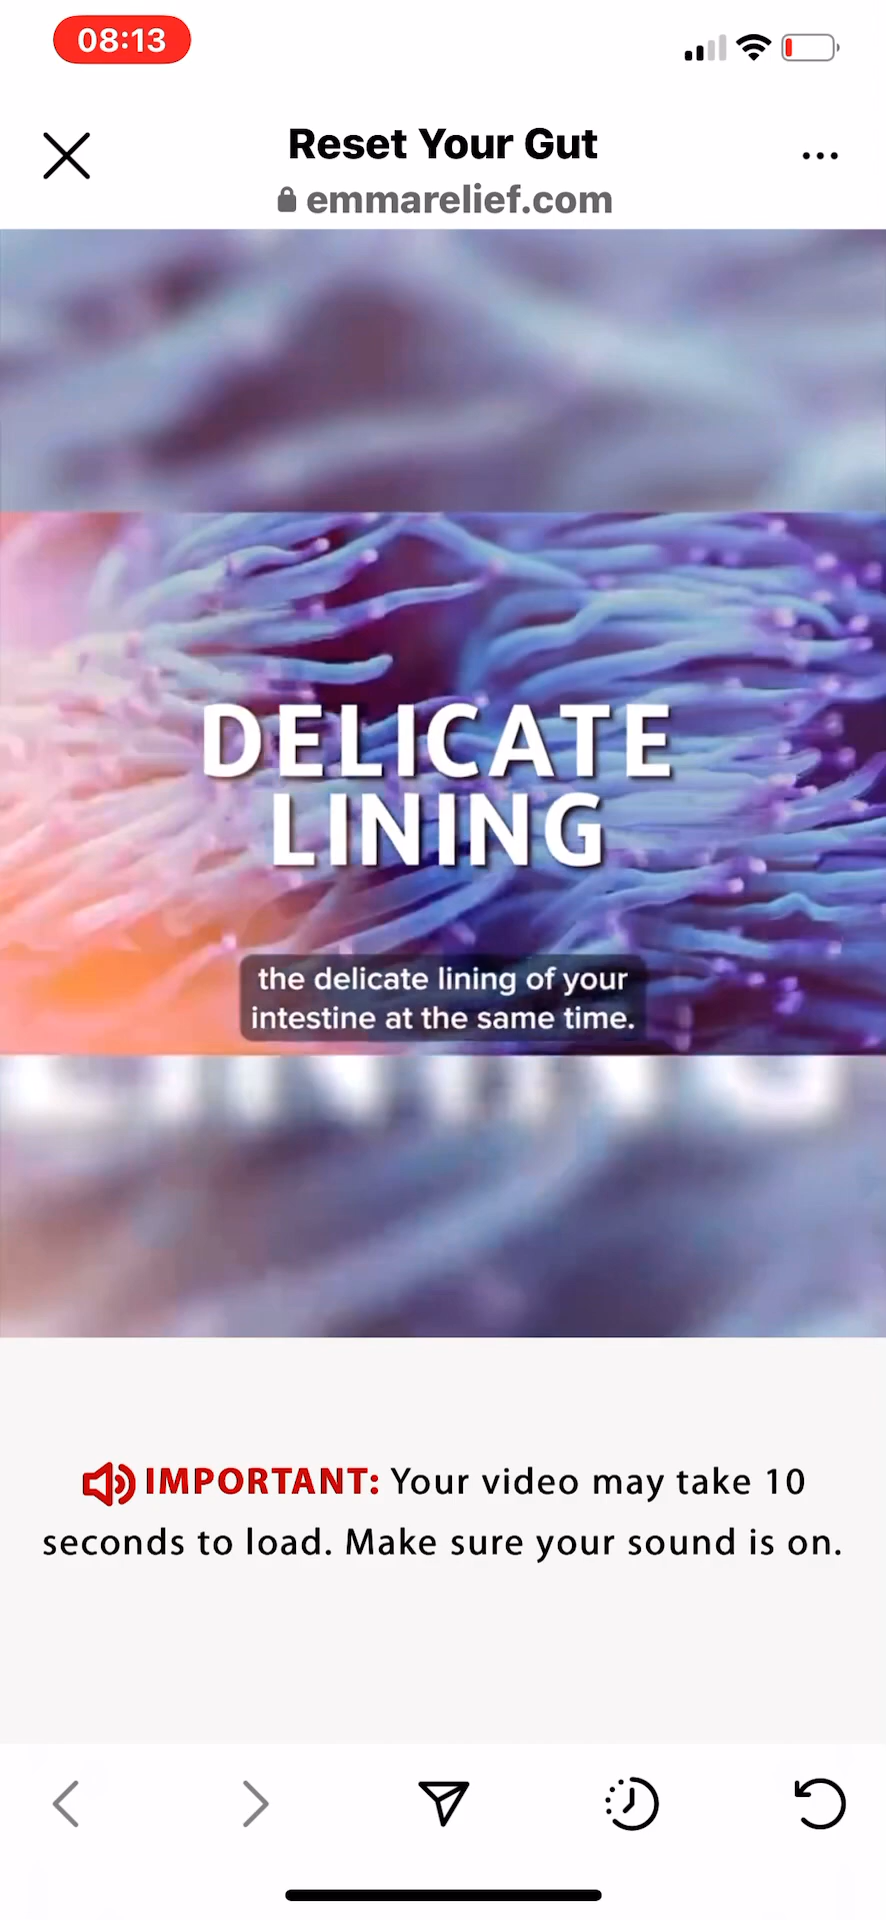 08:13
Reset Your Gut
emmarelief.com
DELICATE
LINING
the delicate lining of your
intestine at the same time.
IMPORTANT: Your video may take 10
seconds to load. Make sure your sound is on.